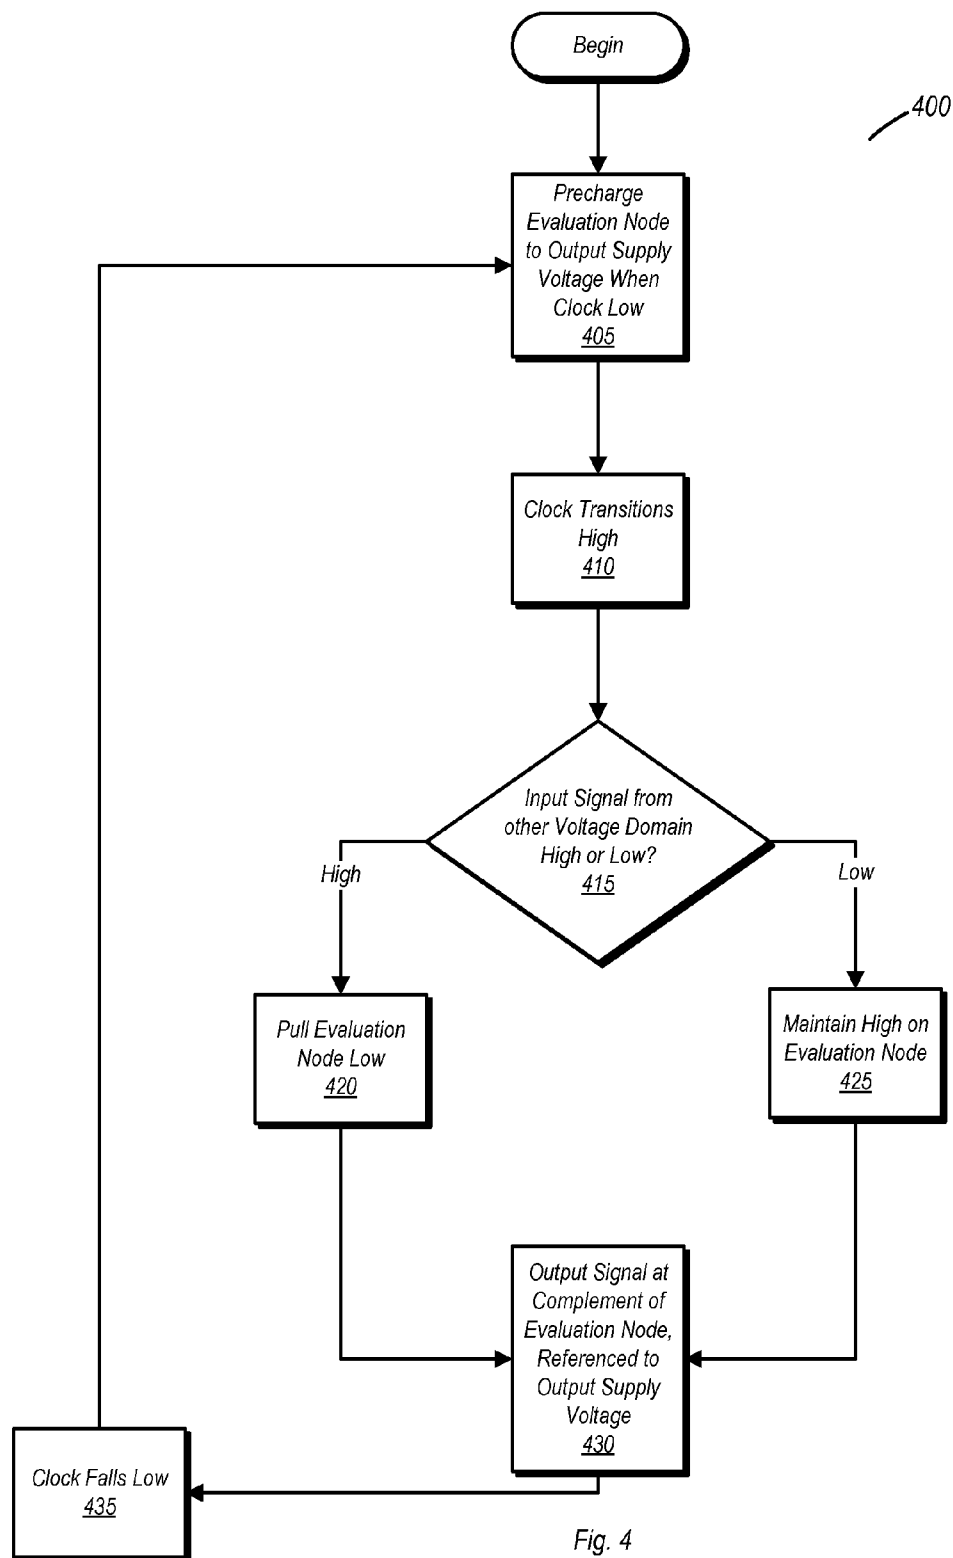 Begin
400
Precharge
Evaluation Node
to Output Supply
Voltage When
Clock Low
405
Clock Transitions
High
410
Input Signal from
other Voltage Domain
High or Low?
415
High
Low
Pull Evaluation
Node Low
420
Maintain High on
Evaluation Node
425
Output Signal at
Complement of
Evaluation Node,
Referenced to
Output Supply
Voltage
430
Clock Falls Low
435
Fig. 4